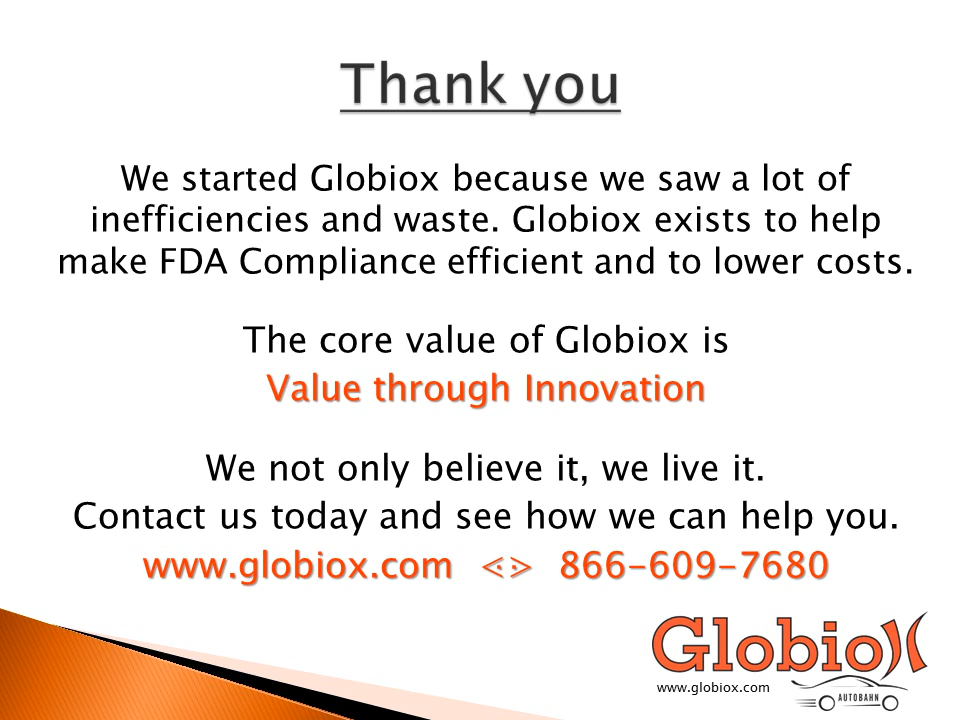 Thank you
We started Globiox because we saw a lot of
inefficiencies and waste. Globiox exists to help
make FDA Compliance efficient and to lower costs.
The core value of Globiox is
Value through Innovation
We not only believe it, we live it.
Contact us today and see how we can help you.
www.globiox.com <·> 866-609-7680
Globiox
www.globiox.com
AUTOBAHN